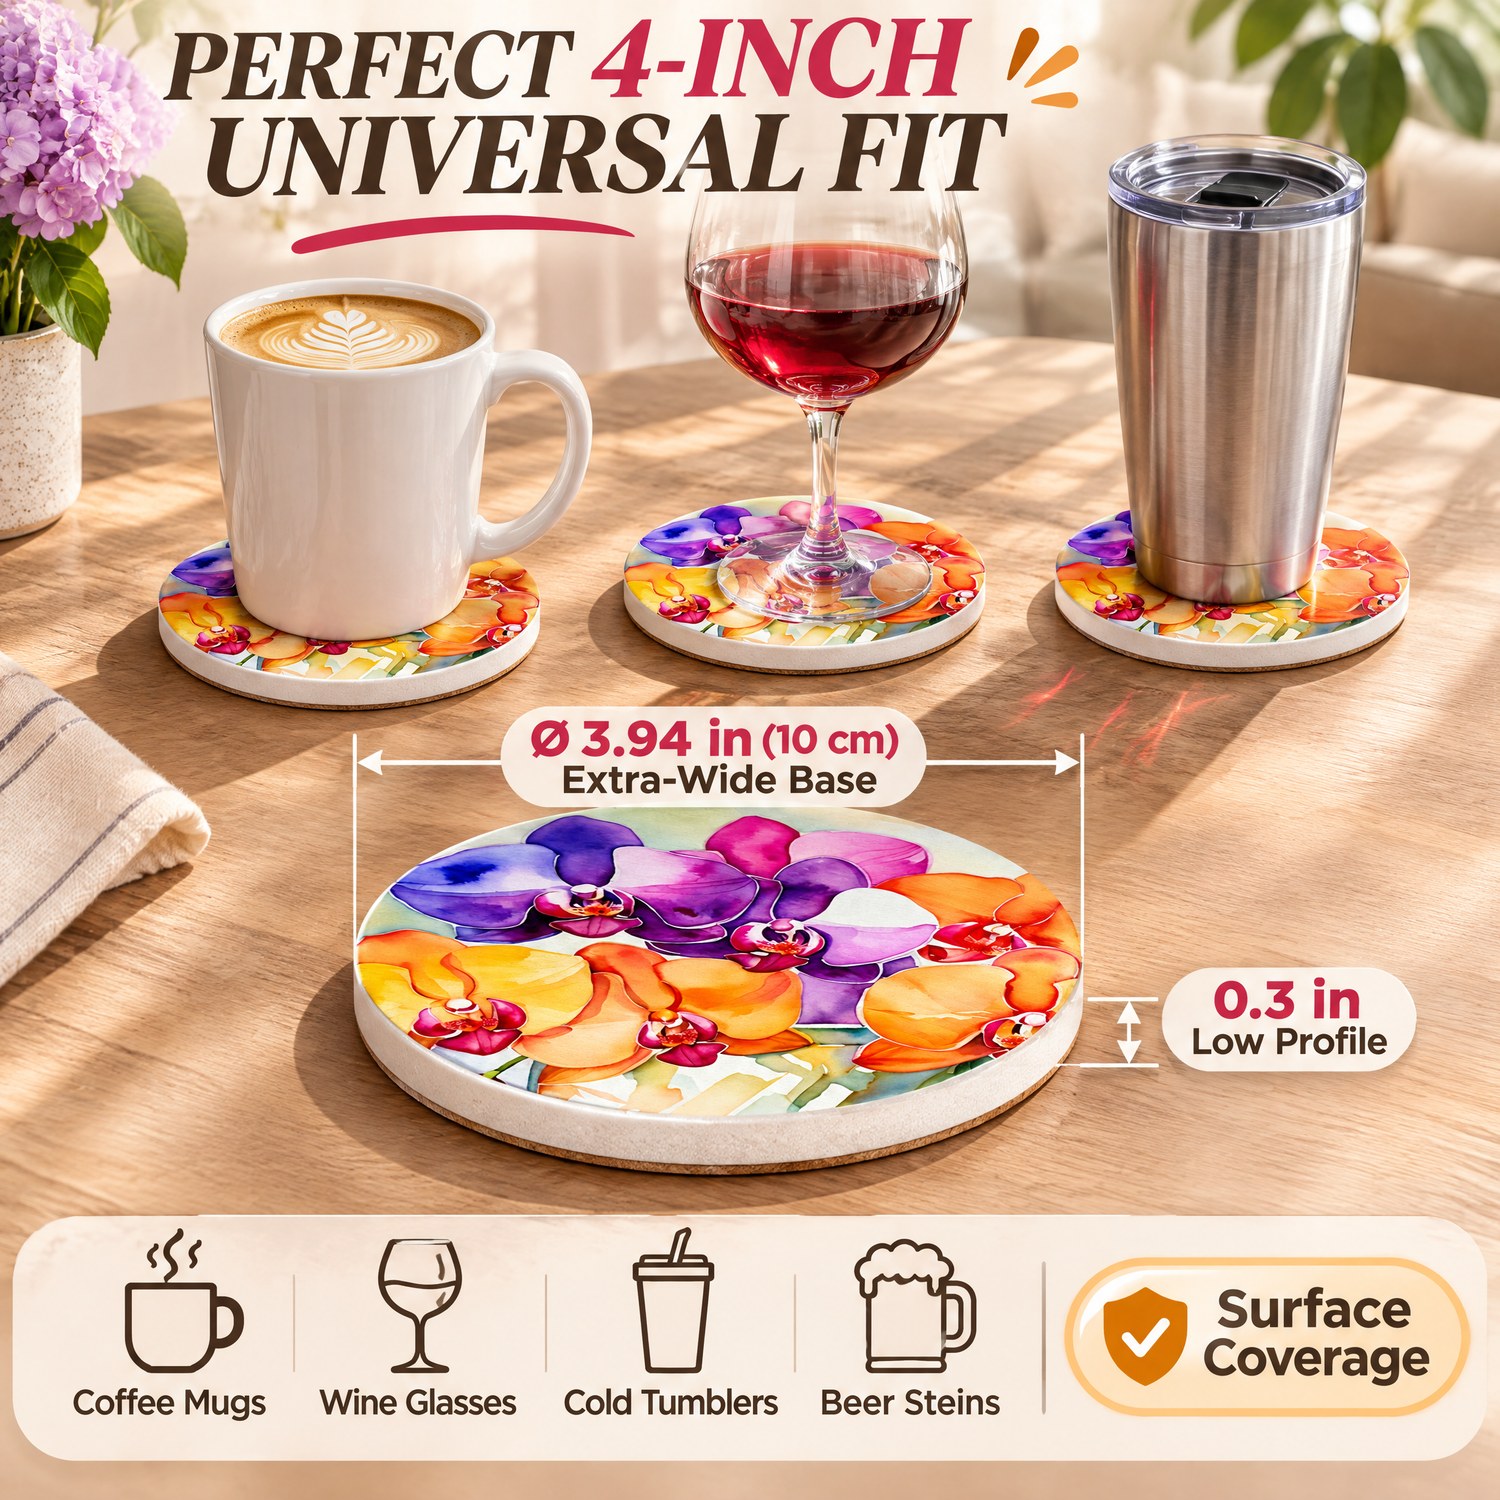 PERFECT 4-INCH
UNIVERSAL FIT
Ø 3.94 in (10 cm)
Extra-Wide Base
0.3 in
Low Profile
Coffee Mugs
Wine Glasses
Cold Tumblers
Beer Steins
Surface
Coverage